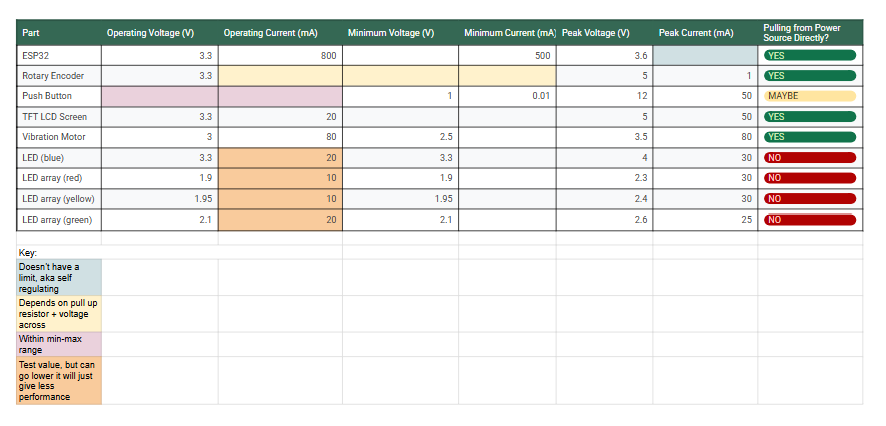 Part Operating Voltage (V) Operating Current (mA) Minimum Voltage (V) Minimum Current (mA) Peak Voltage (V) Peak Current (mA) Pulling from Power
Source Directly?
ESP32 3.3 800 500 3.6 YES
Rotary Encoder 3.3 5 1 YES
Push Button 1 0.01 12 50 MAYBE
TFT LCD Screen 3.3 20 5 50 YES
Vibration Motor 3 80 2.5 3.5 80 YES
LED (blue) 3.3 20 3.3 4 30 NO
LED array (red) 1.9 10 1.9 2.3 30 NO
LED array (yellow) 1.95 10 1.95 2.4 30 NO
LED array (green) 2.1 20 2.1 2.6 25 NO
Key:
Doesn't have a
limit, aka self
regulating
Depends on pull up
resistor + voltage
across
Within min-max
range
Test value, but can
go lower it will just
give less
performance